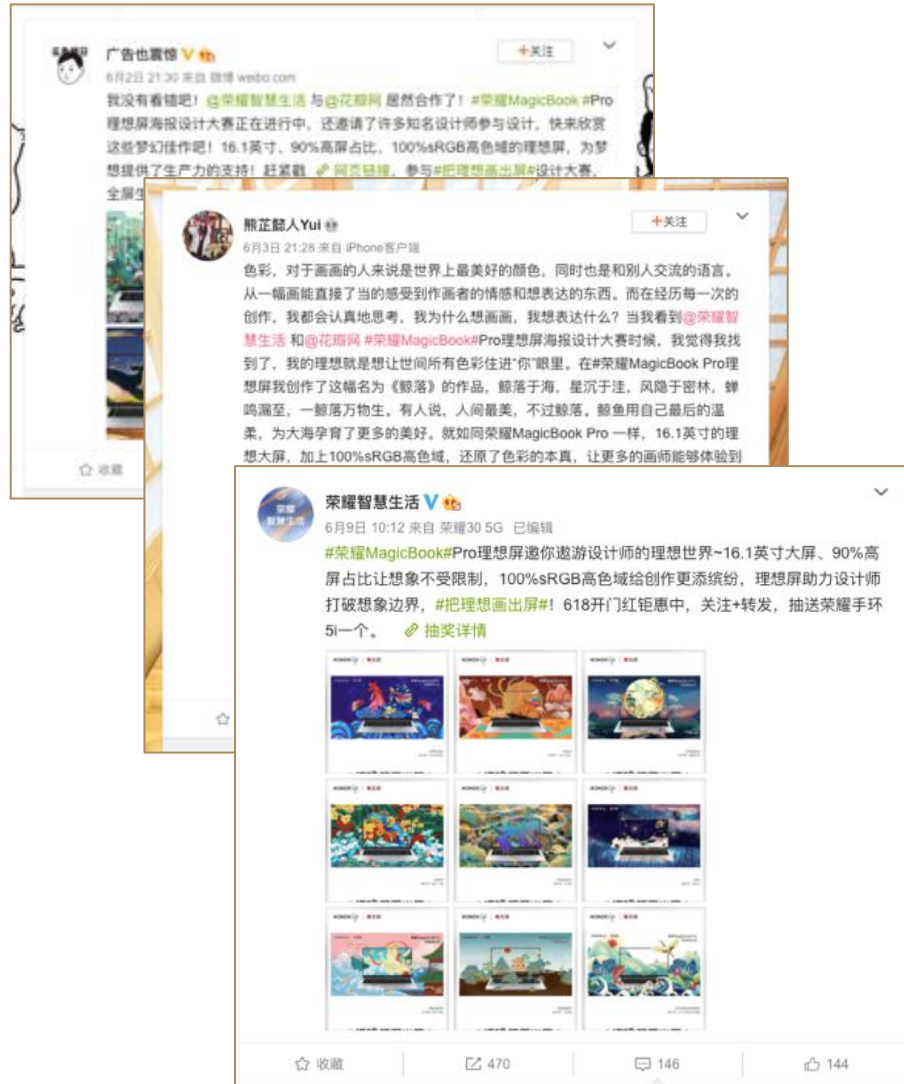 广告也震惊
+关注
6月2日 21:30 来自 微博 weibo.com
我没有看错吧！@荣耀智慧生活 与@花瓣网 居然合作了！#荣耀MagicBook #Pro
理想屏海报设计大赛正在进行中，还邀请了许多知名设计师参与设计，快来欣赏
这些梦幻佳作吧！16.1英寸、90%高屏占比、100%sRGB高色域的理想屏，为梦
想提供了生产力的支持！赶紧戳 网页链接，参与#把理想画出屏#设计大赛，
全屏生
收藏
熊芷懿人Yui
+关注
6月3日 21:28 来自 iPhone客户端
色彩，对于画画的人来说是世界上最美好的颜色，同时也是和别人交流的语言。
从一幅画能直接了当的感受到作画者的情感和想表达的东西。而在经历每一次的
创作，我都会认真地思考，我为什么想画画，我想表达什么？当我看到@荣耀智
慧生活 和@花瓣网 #荣耀MagicBook#Pro理想屏海报设计大赛时候，我觉得我找
到了，我的理想就是想让世间所有色彩住进“你”眼里。在#荣耀MagicBook Pro理
想屏我创作了这幅名为《鲸落》的作品，鲸落于海，星沉于洼，风隐于密林，蝉
鸣漏至，一鲸落万物生。有人说，人间最美，不过鲸落。鲸鱼用自己最后的温
柔，为大海孕育了更多的美好。就如同荣耀MagicBook Pro 一样，16.1英寸的理
想大屏，加上100%sRGB高色域，还原了色彩的本真，让更多的画师能够体验到
荣耀
智慧生活
荣耀智慧生活
6月9日 10:12 来自 荣耀30 5G 已编辑
#荣耀MagicBook#Pro理想屏邀你遨游设计师的理想世界~16.1英寸大屏、90%高
屏占比让想象不受限制，100%sRGB高色域给创作更添缤纷，理想屏助力设计师
打破想象边界，#把理想画出屏#！618开门红钜惠中，关注+转发，抽送荣耀手环
5i一个。 抽奖详情
收藏
470
146
144